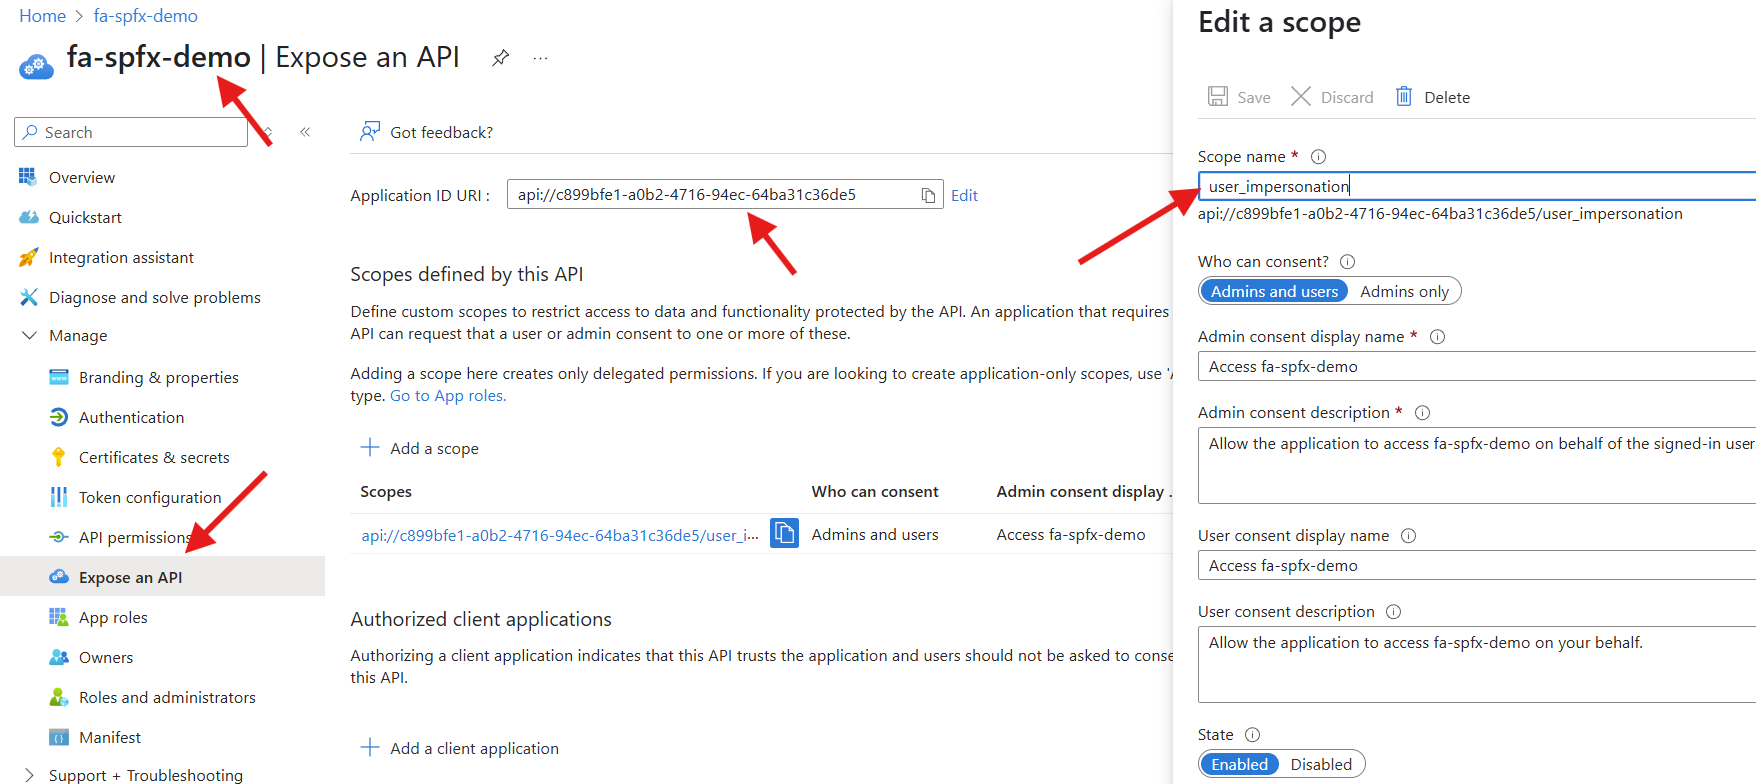 Home > fa-spfx-demo
fa-spfx-demo | Expose an API
Search
Overview
Quickstart
Integration assistant
Diagnose and solve problems
Manage
Branding & properties
Authentication
Certificates & secrets
Token configuration
API permissions
Expose an API
App roles
Owners
Roles and administrators
Manifest
Support + Troubleshooting
Got feedback?
Application ID URI :
api://c899bfe1-a0b2-4716-94ec-64ba31c36de5
Edit
Scopes defined by this API
Define custom scopes to restrict access to data and functionality protected by the API. An application that requires
API can request that a user or admin consent to one or more of these.
Adding a scope here creates only delegated permissions. If you are looking to create application-only scopes, use '
type. Go to App roles.
Add a scope
Scopes Who can consent Admin consent display ...
api://c899bfe1-a0b2-4716-94ec-64ba31c36de5/user_i... Admins and users Access fa-spfx-demo
Authorized client applications
Authorizing a client application indicates that this API trusts the application and users should not be asked to conse
this API.
Add a client application
Edit a scope
Save Discard Delete
Scope name *
user_impersonation
api://c899bfe1-a0b2-4716-94ec-64ba31c36de5/user_impersonation
Who can consent?
Admins and users Admins only
Admin consent display name *
Access fa-spfx-demo
Admin consent description *
Allow the application to access fa-spfx-demo on behalf of the signed-in user
User consent display name
Access fa-spfx-demo
User consent description
Allow the application to access fa-spfx-demo on your behalf.
State
Enabled Disabled